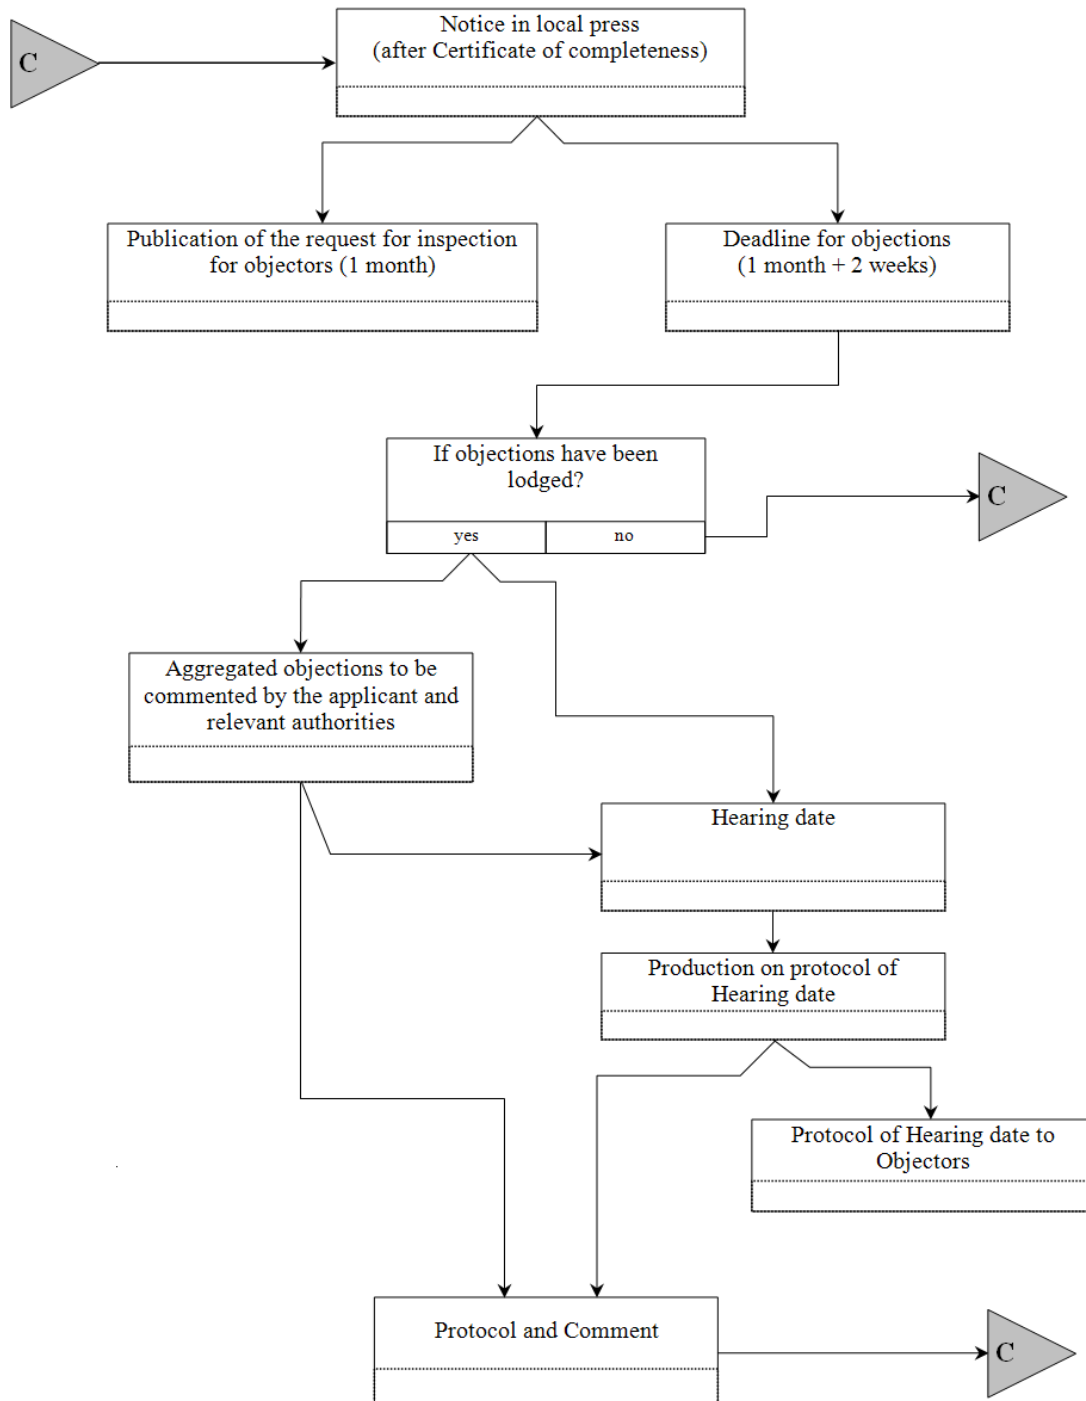 C
Notice in local press
(after Certificate of completeness)
Publication of the request for inspection
for objectors (1 month)
Deadline for objections
(1 month + 2 weeks)
If objections have been
lodged?
yes
no
C
Aggregated objections to be
commented by the applicant and
relevant authorities
Hearing date
Production on protocol of
Hearing date
Protocol of Hearing date to
Objectors
Protocol and Comment
C